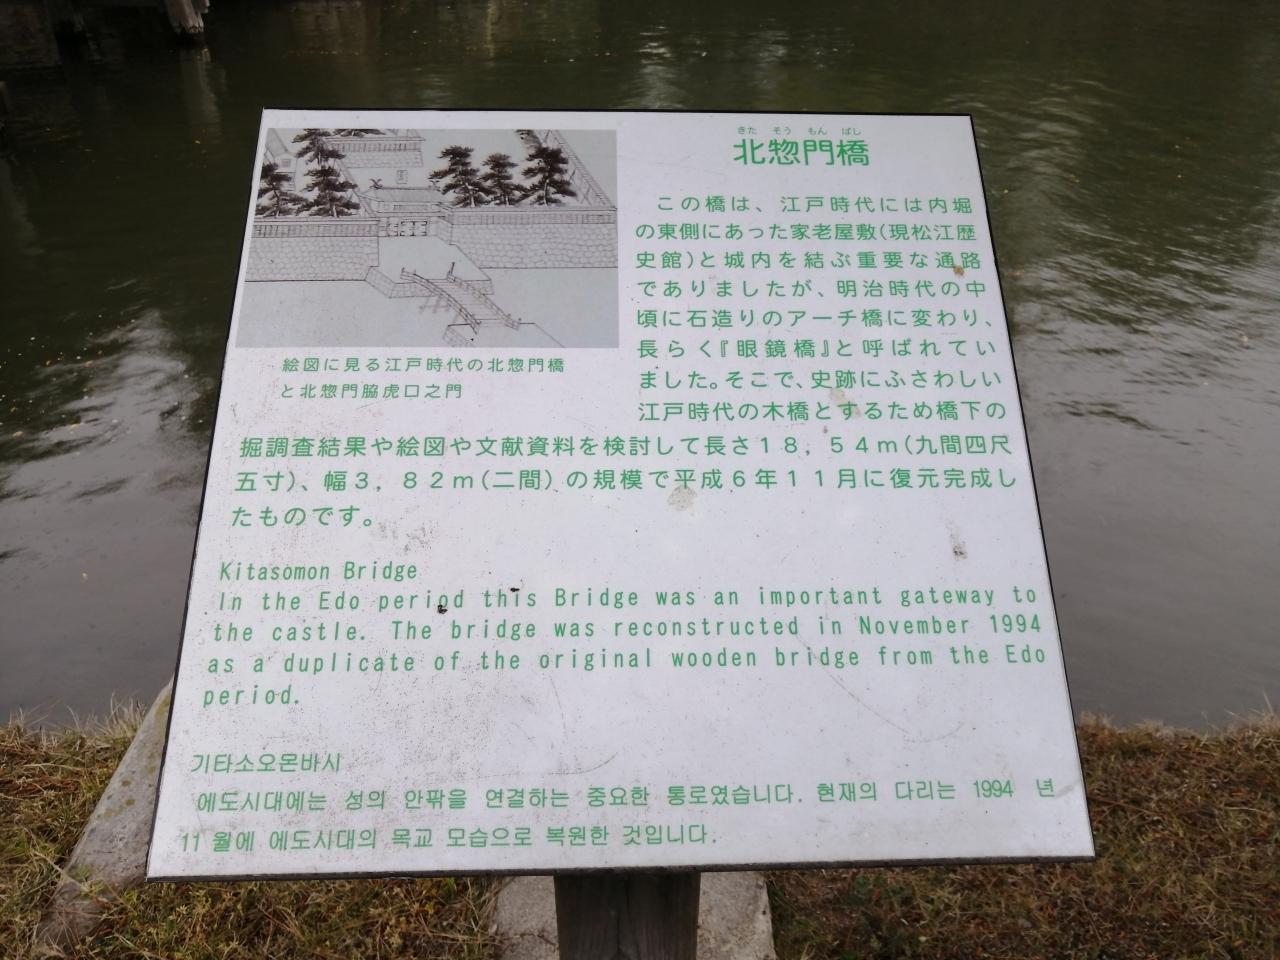 きた そう もん ばし
北惣門橋
この橋は、江戸時代には内堀
の東側にあった家老屋敷(現松江歴
史館)と城内を結ぶ重要な通路
でありましたが、明治時代の中
頃に石造りのアーチ橋に変わり、
長らく『眼鏡橋』と呼ばれてい
ました。そこで、史跡にふさわしい
江戸時代の木橋とするため橋下の
掘調査結果や絵図や文献資料を検討して長さ18,54m(九間四尺
五寸)、幅3,82m(二間)の規模で平成6年11月に復元完成し
たものです。
絵図に見る江戸時代の北惣門橋
と北惣門脇虎口之門
Kitasomon Bridge
In the Edo period this Bridge was an important gateway to
the castle. The bridge was reconstructed in November 1994
as a duplicate of the original wooden bridge from the Edo
period.
기타소오몬바시
에도시대에는 성의 안팎을 연결하는 중요한 통로였습니다. 현재의 다리는 1994 년
11 월에 에도시대의 목교 모습으로 복원한 것입니다.